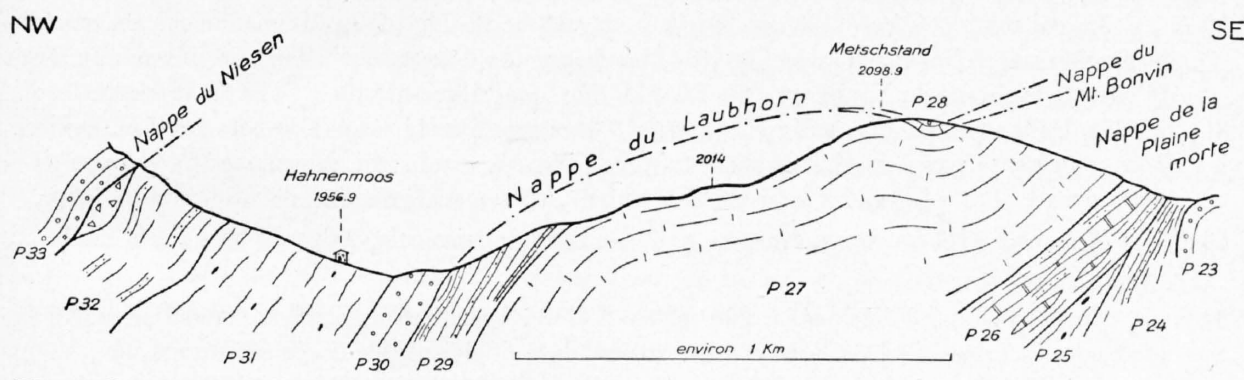 NW
SE
Nappe du Niesen
Hahnenmoos
1956.9
Nappe du Laubhorn
2014
Metschstand
2098.9
P 28
Nappe du
Mt. Bonvin
Nappe de la
Plaine
morte
P33
P 32
P 31
P 30
P 29
P 27
P 26
P 25
P 24
P 23
environ 1 Km